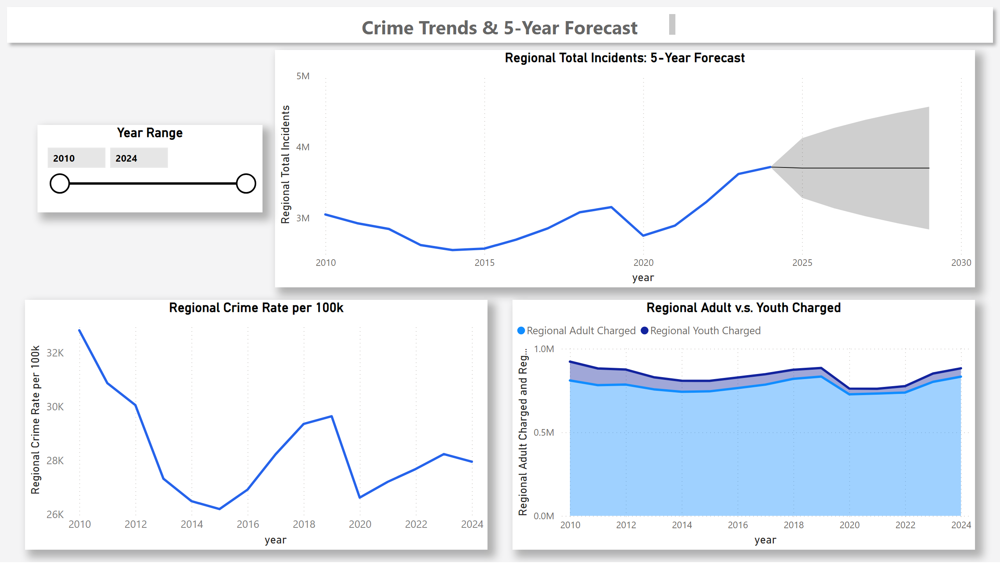 Crime Trends & 5-Year Forecast
Year Range
2010 2024
Regional Total Incidents: 5-Year Forecast
Regional Total Incidents
5M
4M
3M
2010 2015 2020 2025 2030
year
Regional Crime Rate per 100k
Regional Crime Rate per 100k
32K
30K
28K
26K
2010 2012 2014 2016 2018 2020 2022 2024
year
Regional Adult v.s. Youth Charged
Regional Adult Charged Regional Youth Charged
Regional Adult Charged and Reg...
1.0M
0.5M
0.0M
2010 2012 2014 2016 2018 2020 2022 2024
year